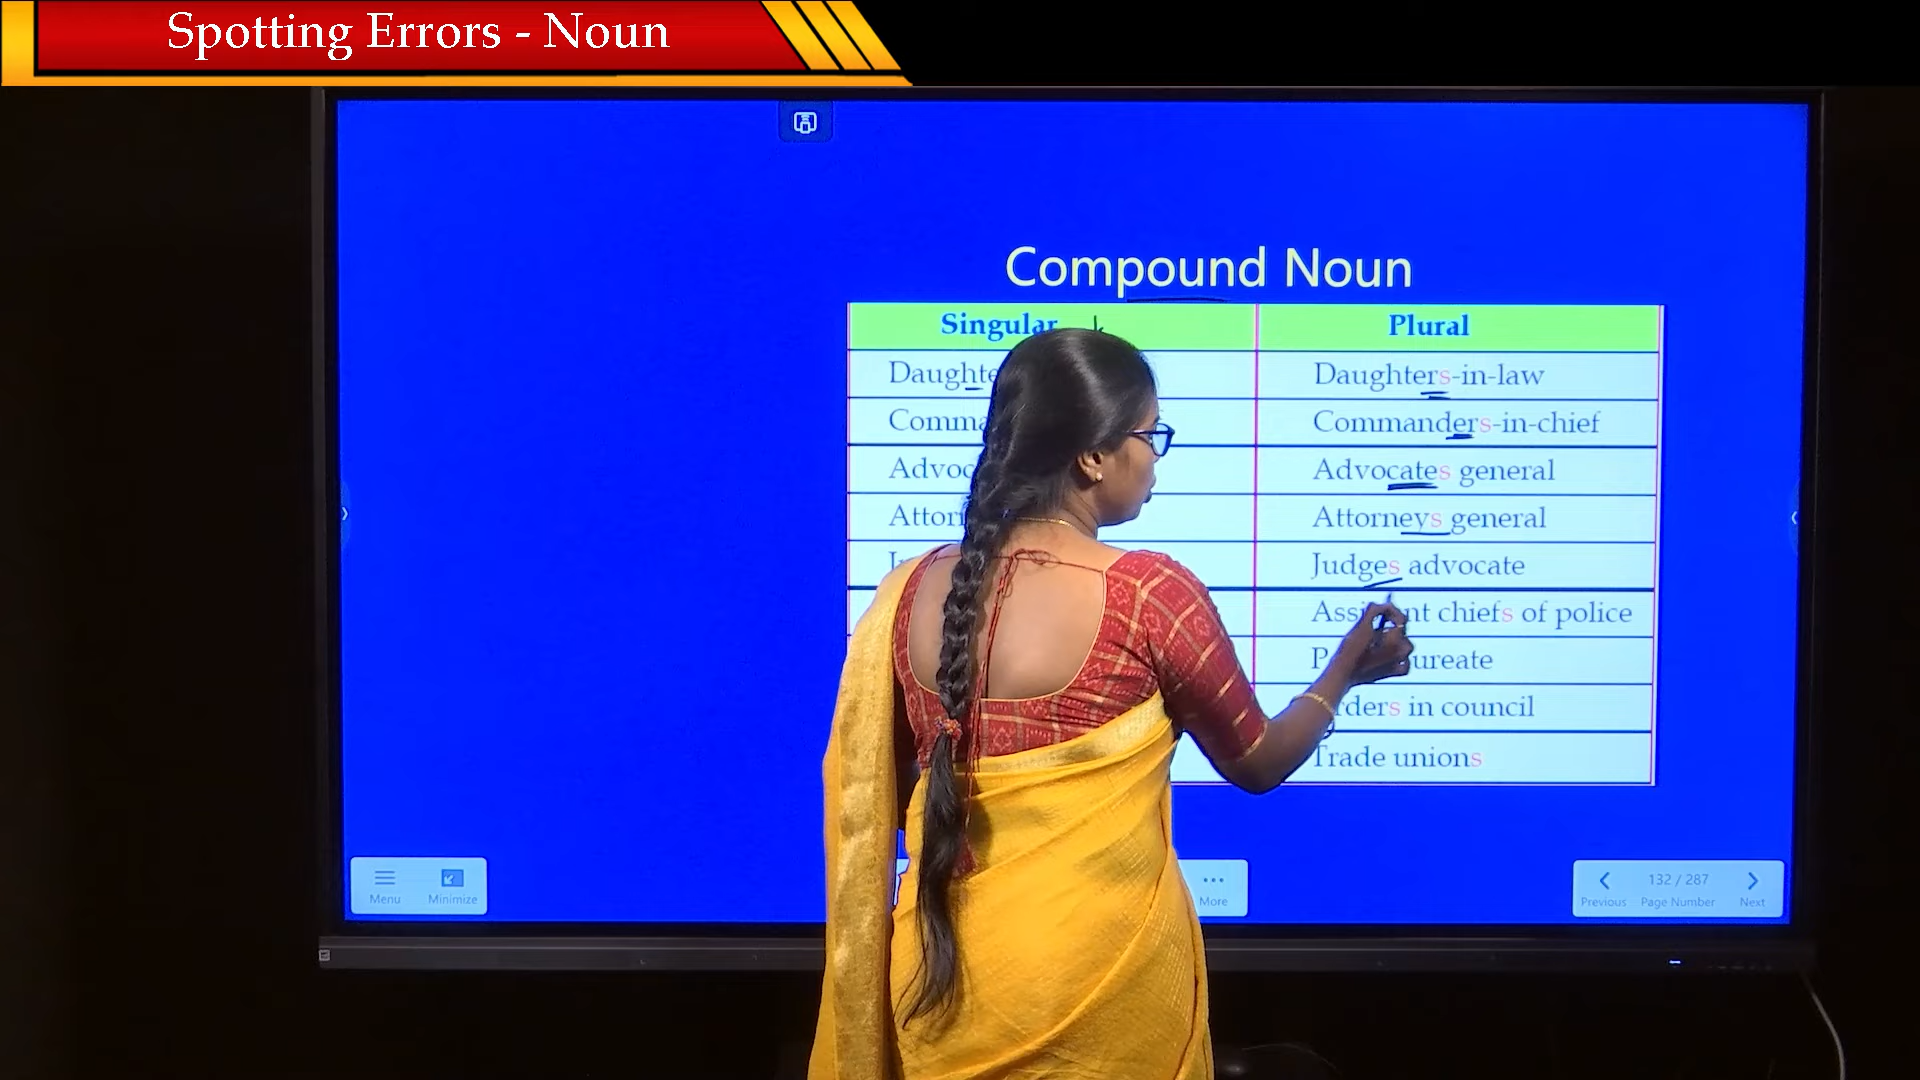 Spotting Errors - Noun
Compound Noun
Singular Plural
Daughters-in-law
Commanders-in-chief
Advocates general
Attorneys general
Judges advocate
chiefs of police
in council
Trade unions
Menu Minimize More Previous 132 / 287 Page Number Next